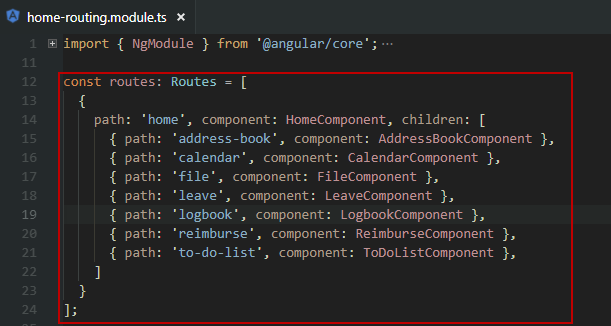 home-routing.module.ts ×
1 import { NgModule } from '@angular/core'; ···
11
12 const routes: Routes = [
13 {
14 path: 'home', component: HomeComponent, children: [
15 { path: 'address-book', component: AddressBookComponent },
16 { path: 'calendar', component: CalendarComponent },
17 { path: 'file', component: FileComponent },
18 { path: 'leave', component: LeaveComponent },
19 { path: 'logbook', component: LogbookComponent },
20 { path: 'reimburse', component: ReimburseComponent },
21 { path: 'to-do-list', component: ToDoListComponent },
22 ]
23 }
24 ];